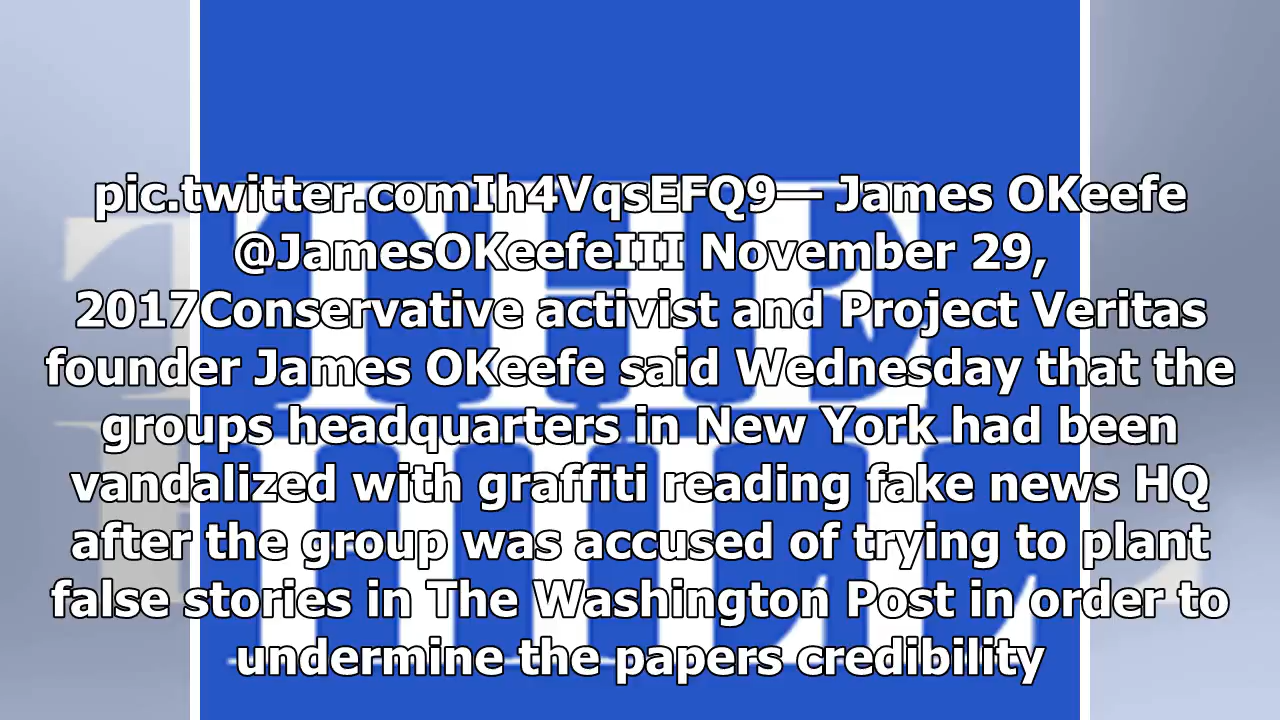 THE
HILL
pic.twitter.comIh4VqsEFQ9— James OKeefe
@JamesOKeefeIII November 29,
2017Conservative activist and Project Veritas
founder James OKeefe said Wednesday that the
groups headquarters in New York had been
vandalized with graffiti reading fake news HQ
after the group was accused of trying to plant
false stories in The Washington Post in order to
undermine the papers credibility